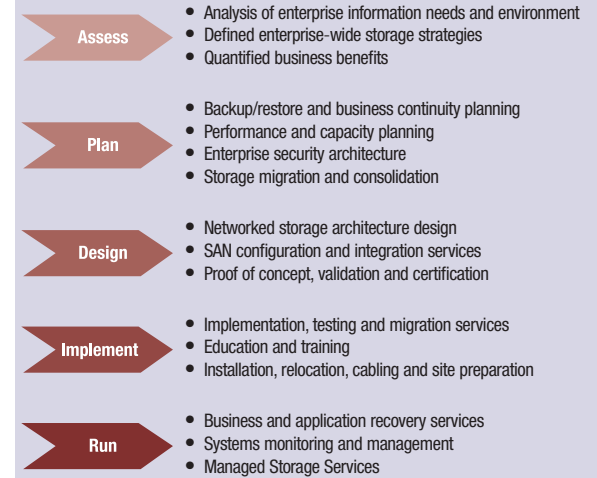 Assess
• Analysis of enterprise information needs and environment
• Defined enterprise-wide storage strategies
• Quantified business benefits
Plan
• Backup/restore and business continuity planning
• Performance and capacity planning
• Enterprise security architecture
• Storage migration and consolidation
Design
• Networked storage architecture design
• SAN configuration and integration services
• Proof of concept, validation and certification
Implement
• Implementation, testing and migration services
• Education and training
• Installation, relocation, cabling and site preparation
Run
• Business and application recovery services
• Systems monitoring and management
• Managed Storage Services